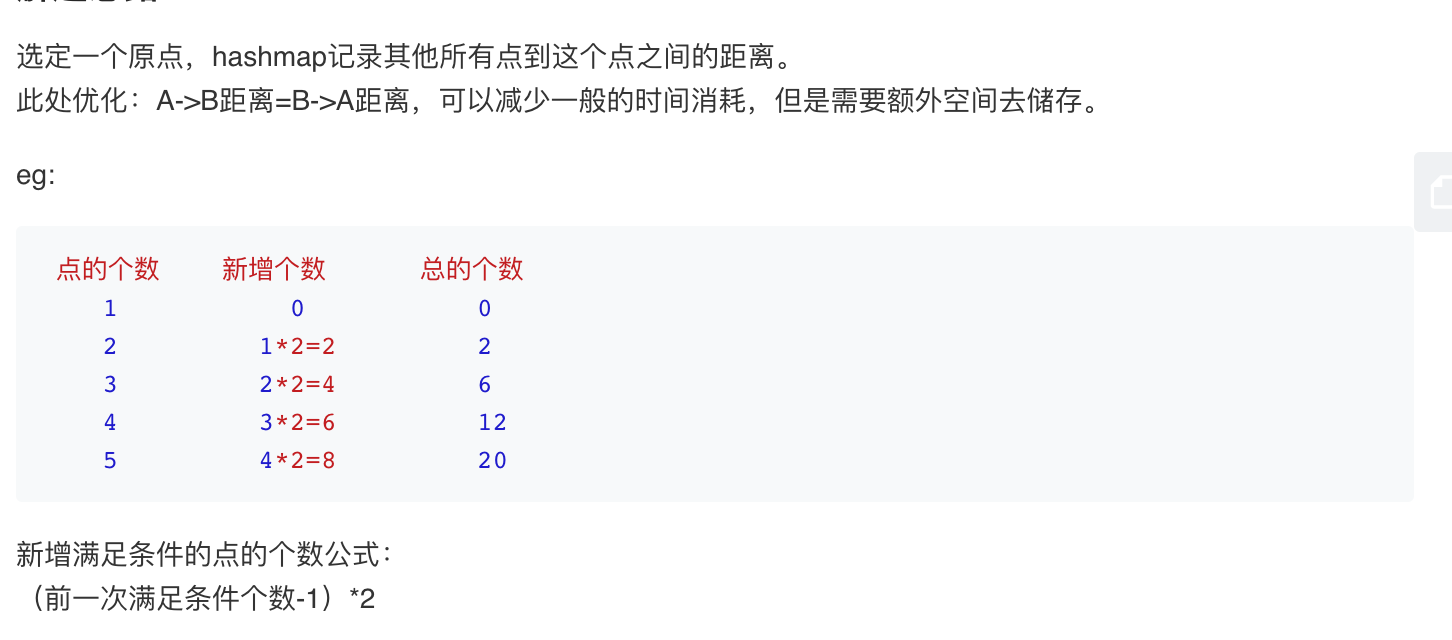 选定一个原点，hashmap记录其他所有点到这个点之间的距离。
此处优化：A->B距离=B->A距离，可以减少一般的时间消耗，但是需要额外空间去储存。
eg:
点的个数 新增个数 总的个数
1 0 0
2 1*2=2 2
3 2*2=4 6
4 3*2=6 12
5 4*2=8 20
新增满足条件的点的个数公式：
（前一次满足条件个数-1）*2